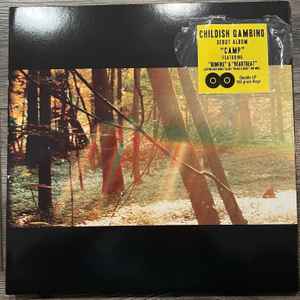 CHILDISH GAMBINO
DEBUT ALBUM
"CAMP"
FEATURING
"BONFIRE" & "HEARTBEAT"
Double LP